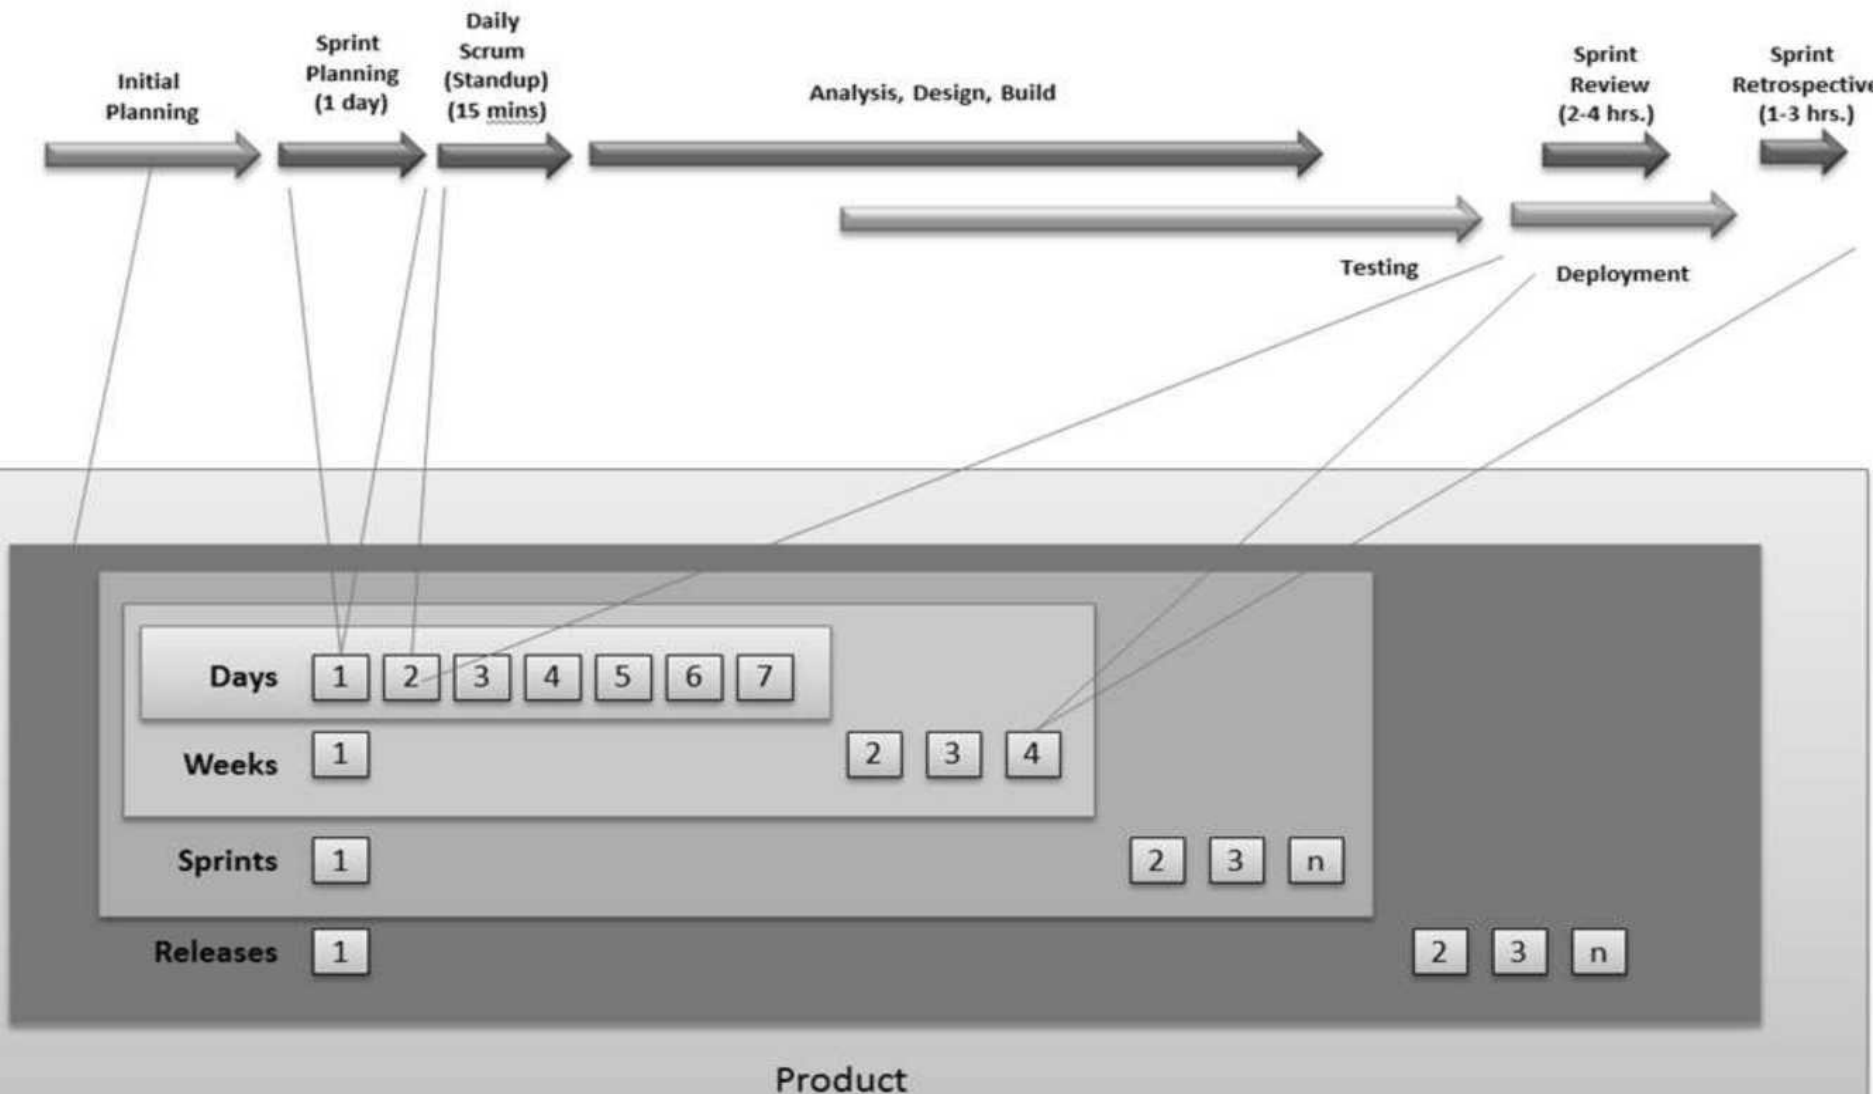 Initial
Planning
Sprint
Planning
(1 day)
Daily
Scrum
(Standup)
(15 mins)
Analysis, Design, Build
Sprint
Review
(2-4 hrs.)
Sprint
Retrospective
(1-3 hrs.)
Testing
Deployment
Days 1 2 3 4 5 6 7
Weeks 1 2 3 4
Sprints 1 2 3 n
Releases 1 2 3 n
Product